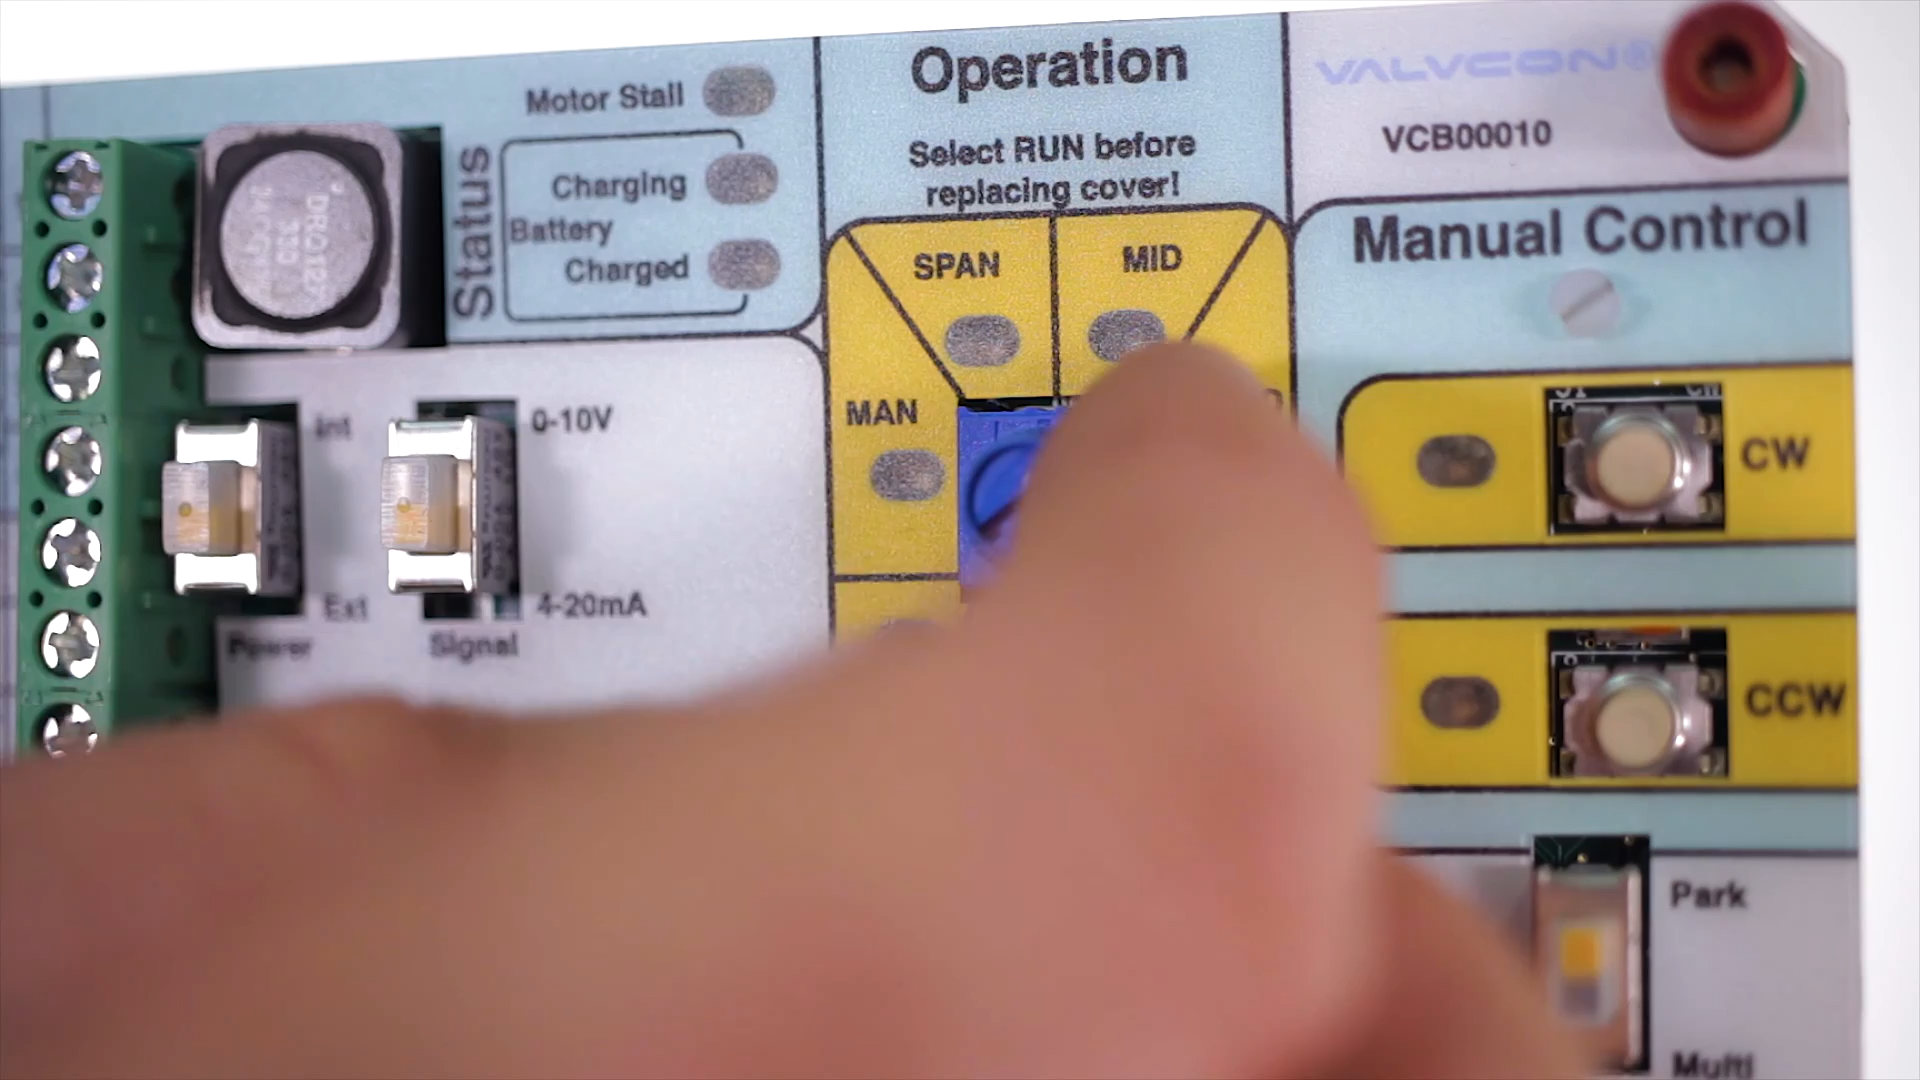 Motor Stall
Status
Charging
Battery
Charged
Operation
Select RUN before
replacing cover!
SPAN
MID
MAN
VALVCON®
VCB00010
Manual Control
CW
CCW
Int
Ext
Power
0-10V
4-20mA
Signal
Park
Multi